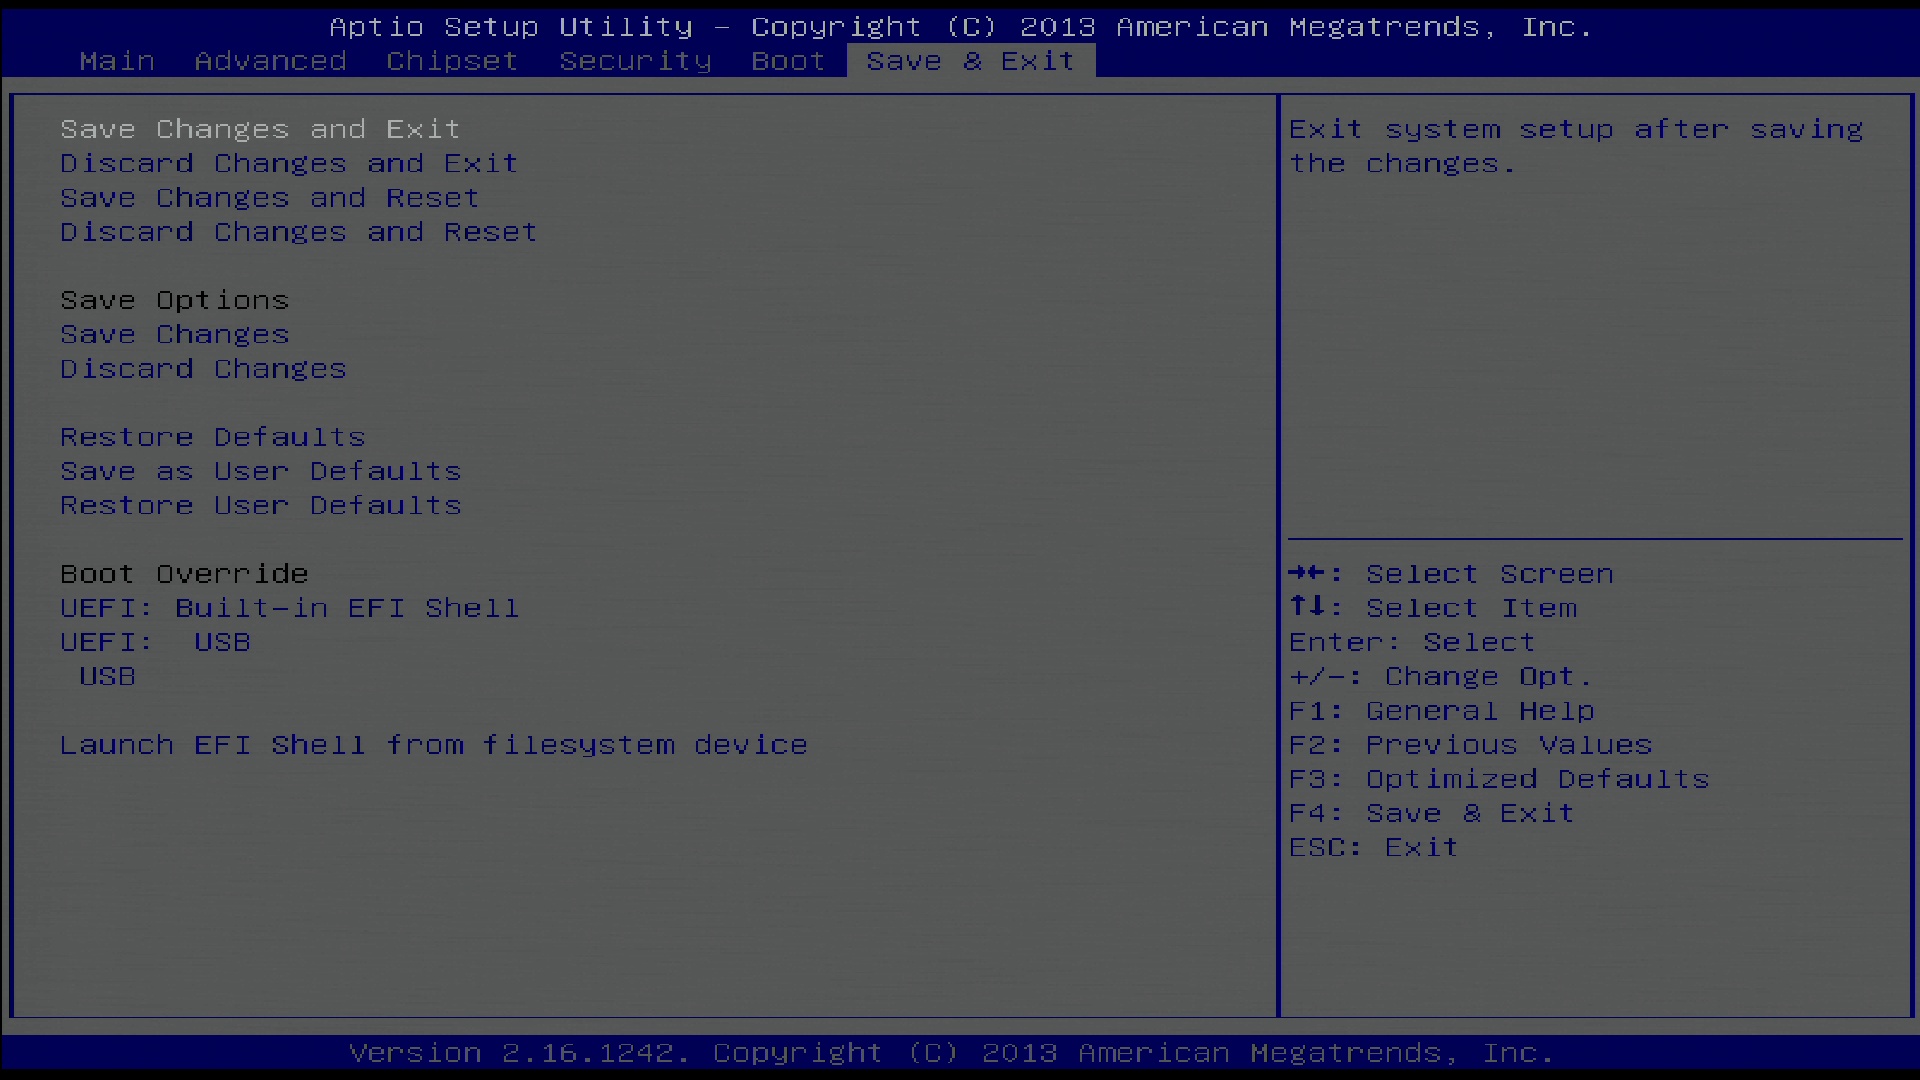 Aptio Setup Utility – Copyright (C) 2013 American Megatrends, Inc.
Main Advanced Chipset Security Boot Save & Exit
Save Changes and Exit
Discard Changes and Exit
Save Changes and Reset
Discard Changes and Reset
Save Options
Save Changes
Discard Changes
Restore Defaults
Save as User Defaults
Restore User Defaults
Boot Override
UEFI: Built-in EFI Shell
UEFI:  USB
USB
Launch EFI Shell from filesystem device
Exit system setup after saving
the changes.
→←: Select Screen
↑↓: Select Item
Enter: Select
+/-: Change Opt.
F1: General Help
F2: Previous Values
F3: Optimized Defaults
F4: Save & Exit
ESC: Exit
Version 2.16.1242. Copyright (C) 2013 American Megatrends, Inc.